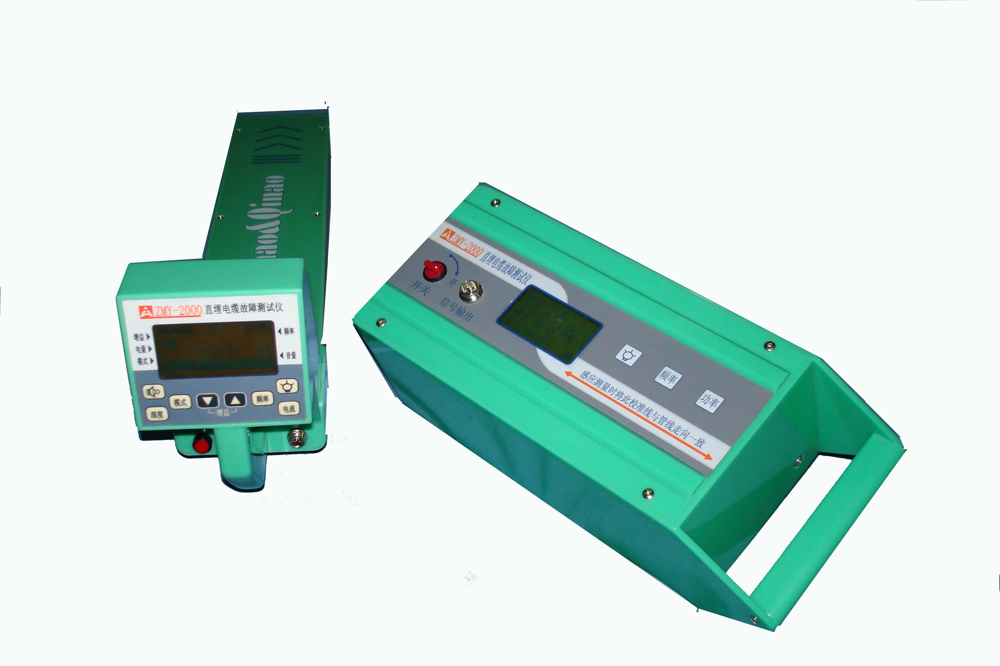 &Qinao
ZMY-2000 直埋电缆故障测试仪
增益
电量
模式
频率
音量
模式
频率
深度
增益
电流
ZMY-2000 直埋电缆故障测试仪
开
开关
信号输出
频率
功率
感应测量时将此校准线与管线走向一致